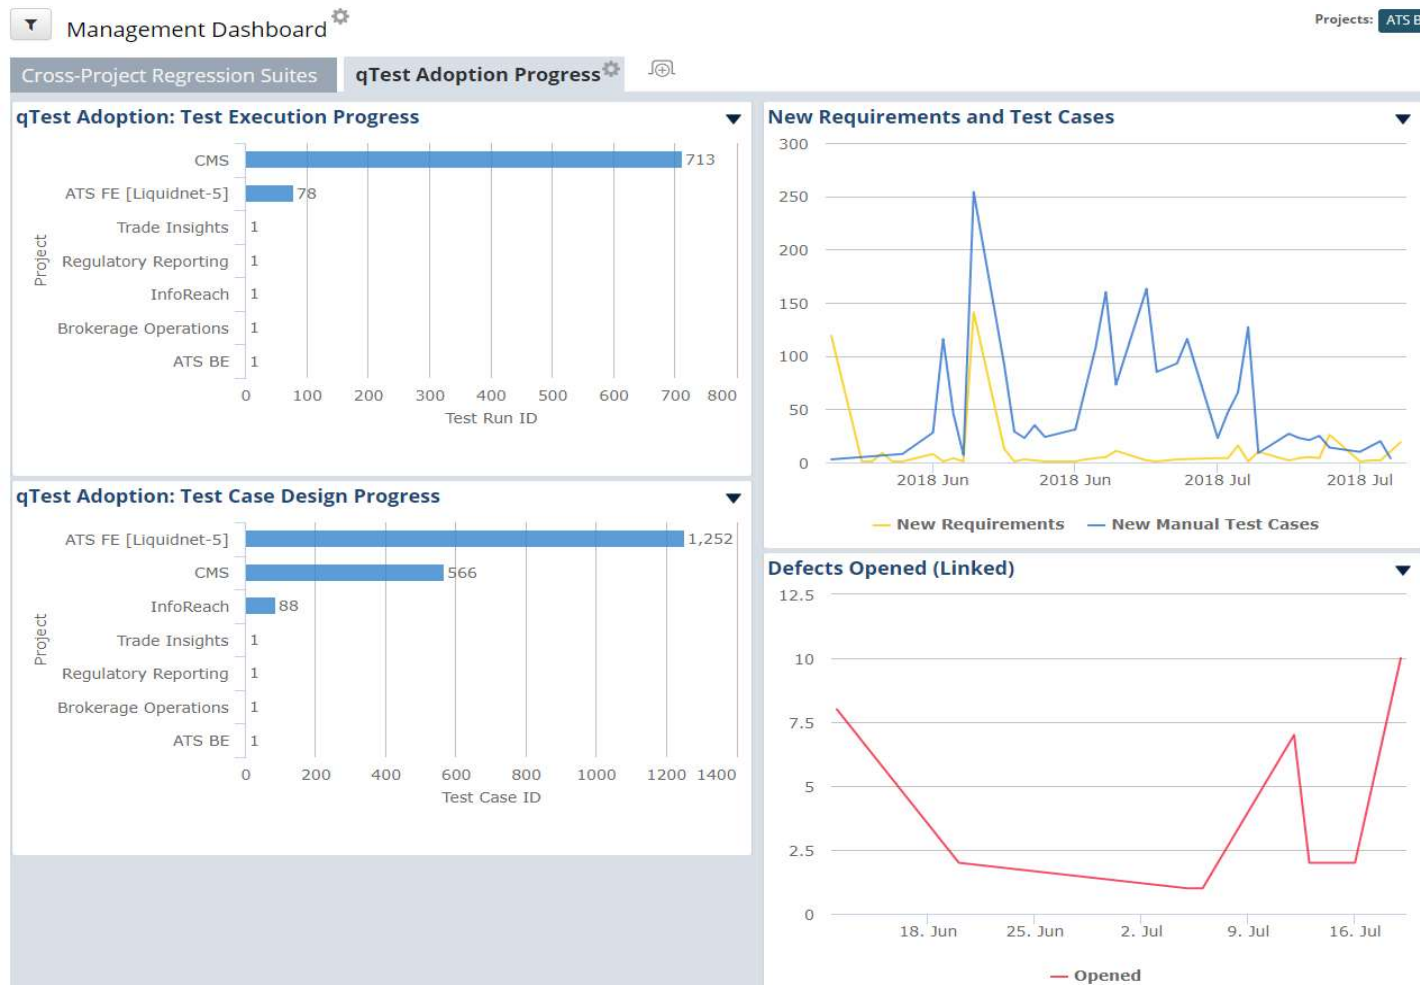 Management Dashboard
Projects: ATS B
Cross-Project Regression Suites
qTest Adoption Progress
qTest Adoption: Test Execution Progress
CMS 713
ATS FE [Liquidnet-5] 78
Trade Insights 1
Regulatory Reporting 1
InfoReach 1
Brokerage Operations 1
ATS BE 1
Project
0 100 200 300 400 500 600 700 800
Test Run ID
qTest Adoption: Test Case Design Progress
ATS FE [Liquidnet-5] 1,252
CMS 566
InfoReach 88
Trade Insights 1
Regulatory Reporting 1
Brokerage Operations 1
ATS BE 1
Project
0 200 400 600 800 1000 1200 1400
Test Case ID
New Requirements and Test Cases
300
250
200
150
100
50
0
2018 Jun 2018 Jun 2018 Jul 2018 Jul
New Requirements New Manual Test Cases
Defects Opened (Linked)
12.5
10
7.5
5
2.5
0
18. Jun 25. Jun 2. Jul 9. Jul 16. Jul
Opened